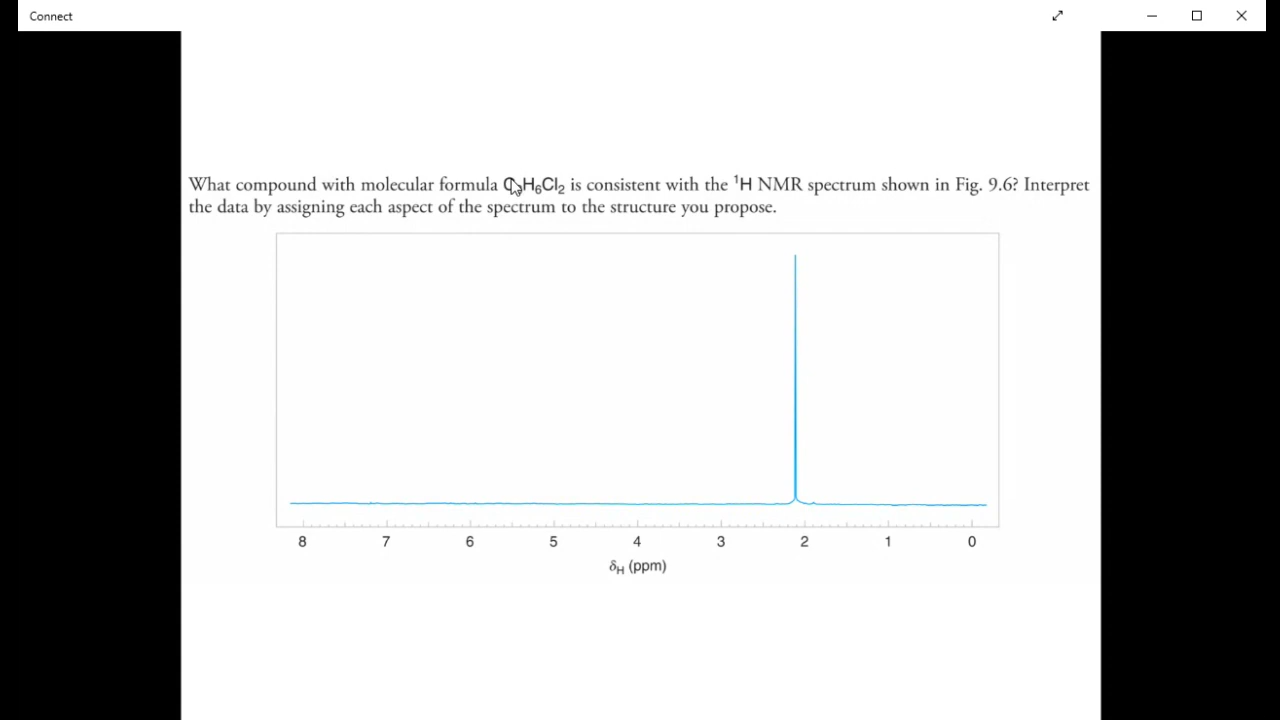 Connect
What compound with molecular formula C H₆Cl₂ is consistent with the ¹H NMR spectrum shown in Fig. 9.6? Interpret
the data by assigning each aspect of the spectrum to the structure you propose.
8 7 6 5 4 3 2 1 0
δH (ppm)